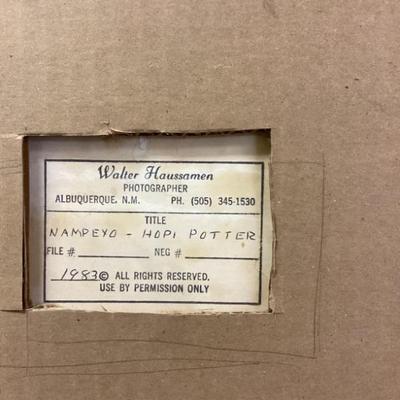 Walter Haussamen
PHOTOGRAPHER
ALBUQUERQUE, N.M. PH. (505) 345-1530
TITLE
NAMPEYO - HOPI POTTER
FILE # NEG #
1983 © ALL RIGHTS RESERVED.
USE BY PERMISSION ONLY